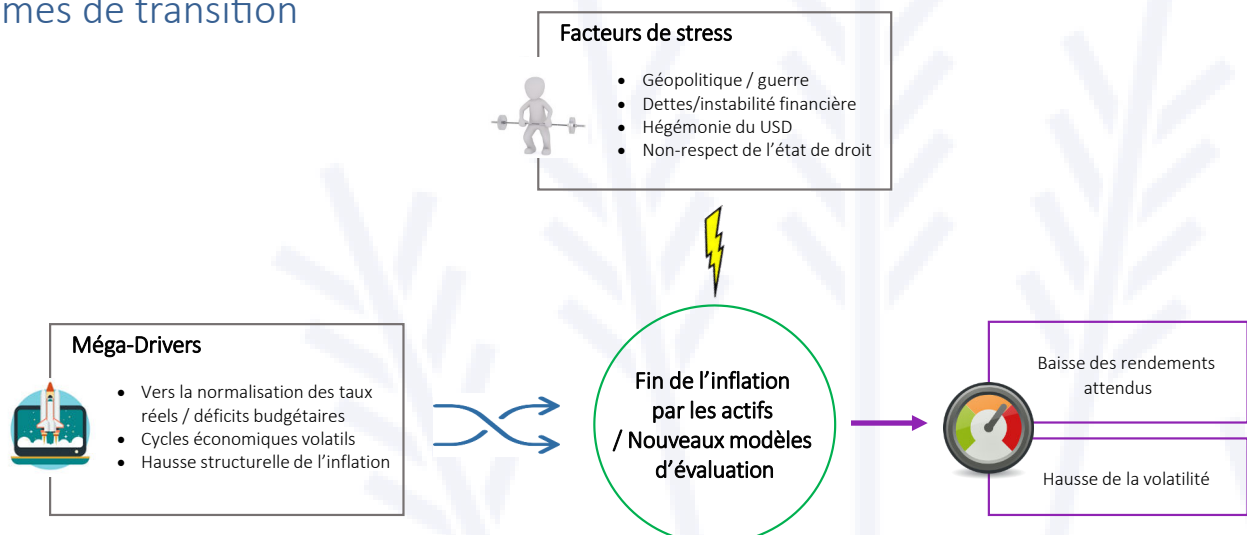 mes de transition
Facteurs de stress
• Géopolitique / guerre
• Dettes/instabilité financière
• Hégémonie du USD
• Non-respect de l’état de droit
Méga-Drivers
• Vers la normalisation des taux
réels / déficits budgétaires
• Cycles économiques volatils
• Hausse structurelle de l’inflation
Fin de l’inflation
par les actifs
/ Nouveaux modèles
d’évaluation
Baisse des rendements
attendus
Hausse de la volatilité